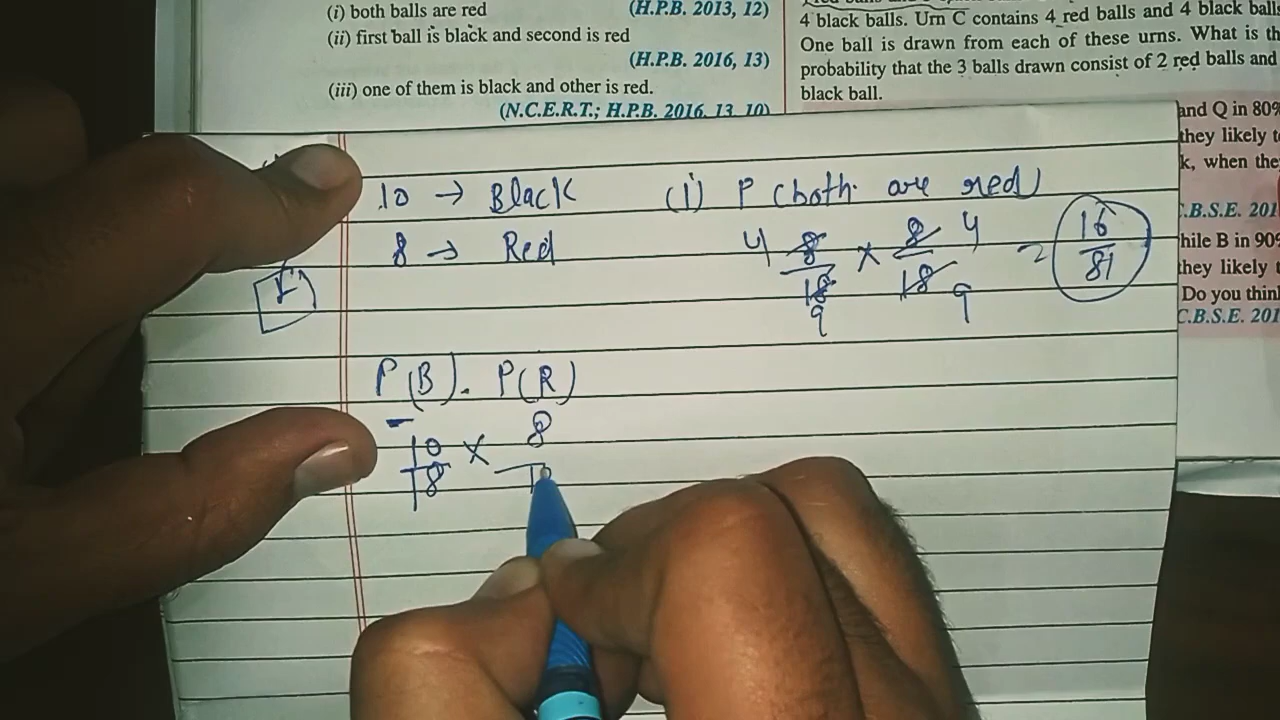 (i) both balls are red (H.P.B. 2013, 12)
(ii) first ball is black and second is red
(H.P.B. 2016, 13)
(iii) one of them is black and other is red.
(N.C.E.R.T.; H.P.B. 2016, 13, 10)
4 black balls. Urn C contains 4 red balls and 4 black balls
One ball is drawn from each of these urns. What is th
probability that the 3 balls drawn consist of 2 red balls and
black ball.
and Q in 80%
they likely t
k, when the
.B.S.E. 201
hile B in 90%
they likely t
Do you think
C.B.S.E. 201
10 → Black
8 → Red
(i) P (both are red)
4 8/18 9 × 8/18 4 9 = 16/81
P(B). P(R)
10/18 × 8